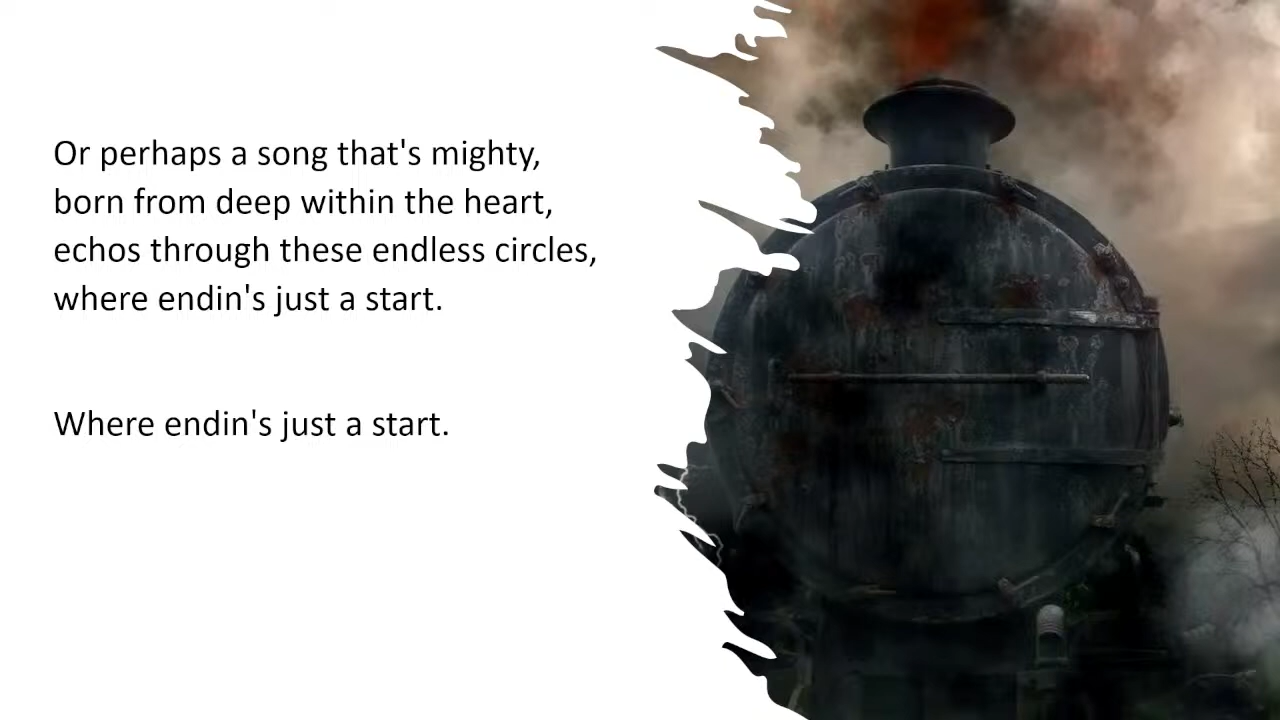 Or perhaps a song that's mighty,
born from deep within the heart,
echos through these endless circles,
where endin's just a start.
Where endin's just a start.